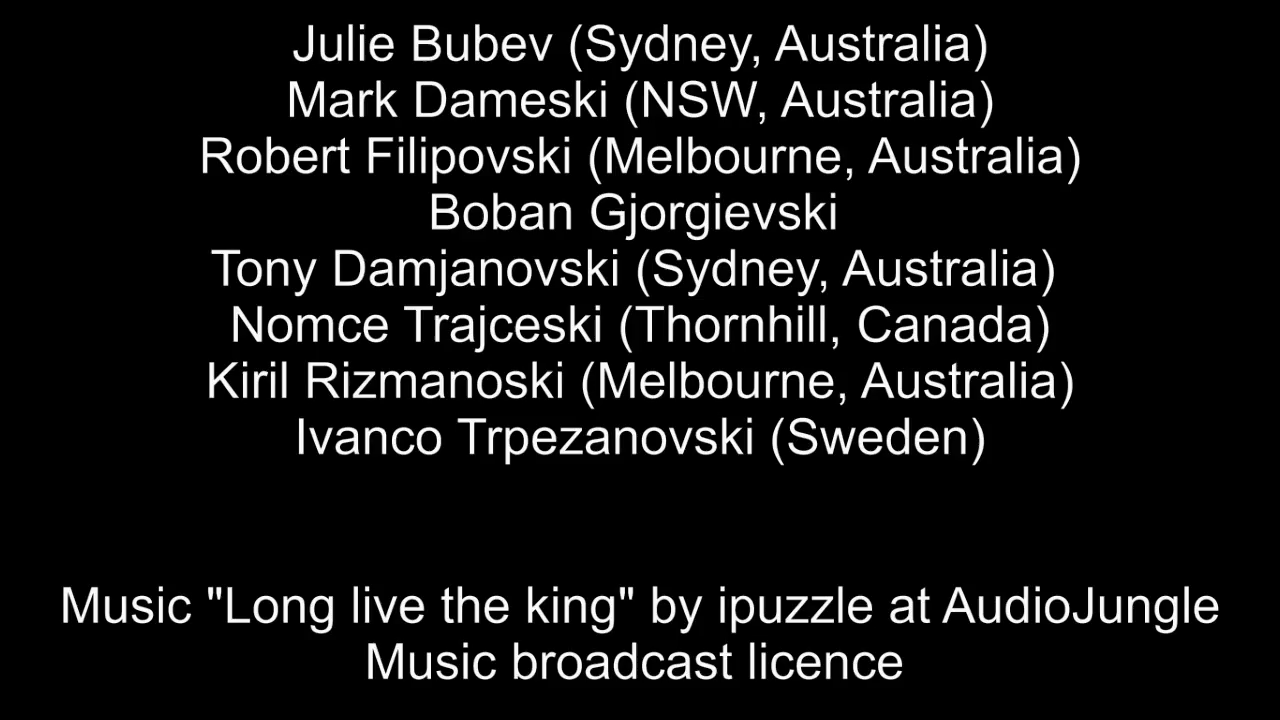 Julie Bubev (Sydney, Australia)
Mark Dameski (NSW, Australia)
Robert Filipovski (Melbourne, Australia)
Boban Gjorgievski
Tony Damjanovski (Sydney, Australia)
Nomce Trajceski (Thornhill, Canada)
Kiril Rizmanoski (Melbourne, Australia)
Ivanco Trpezanovski (Sweden)
Music "Long live the king" by ipuzzle at AudioJungle
Music broadcast licence